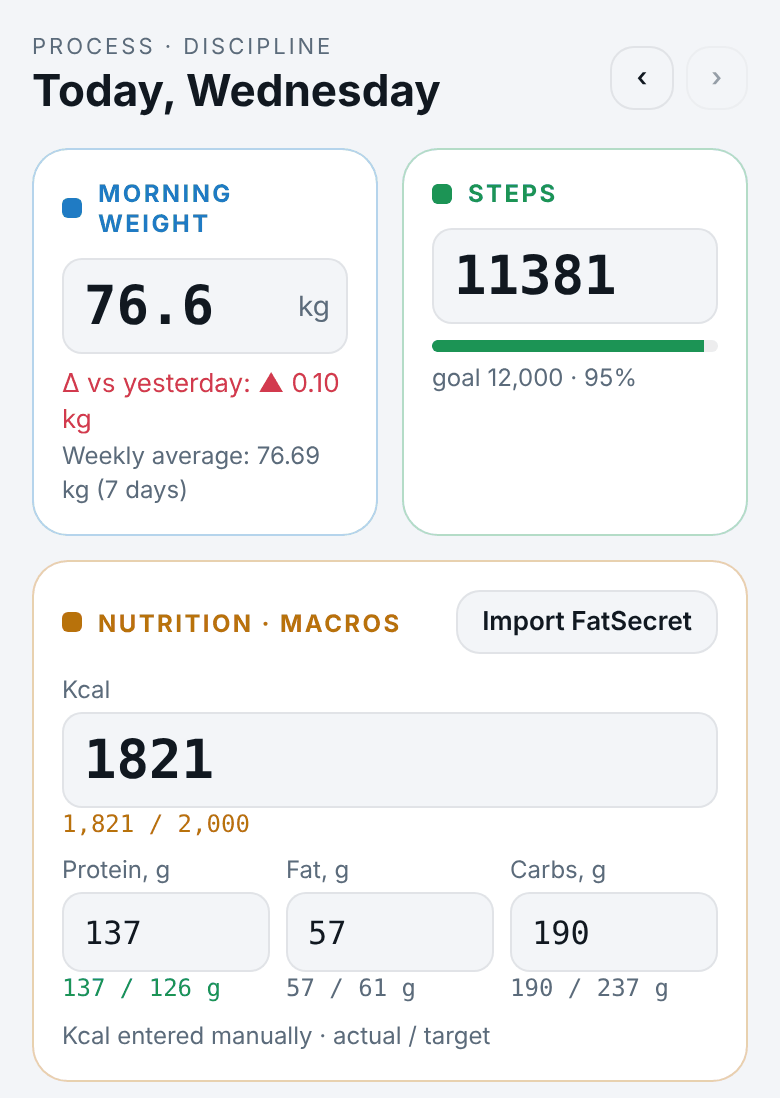 PROCESS · DISCIPLINE
Today, Wednesday
‹ ›
MORNING
WEIGHT
76.6 kg
Δ vs yesterday: ▲ 0.10
kg
Weekly average: 76.69
kg (7 days)
STEPS
11381
goal 12,000 · 95%
NUTRITION · MACROS
Import FatSecret
Kcal
1821
1,821 / 2,000
Protein, g Fat, g Carbs, g
137 57 190
137 / 126 g 57 / 61 g 190 / 237 g
Kcal entered manually · actual / target